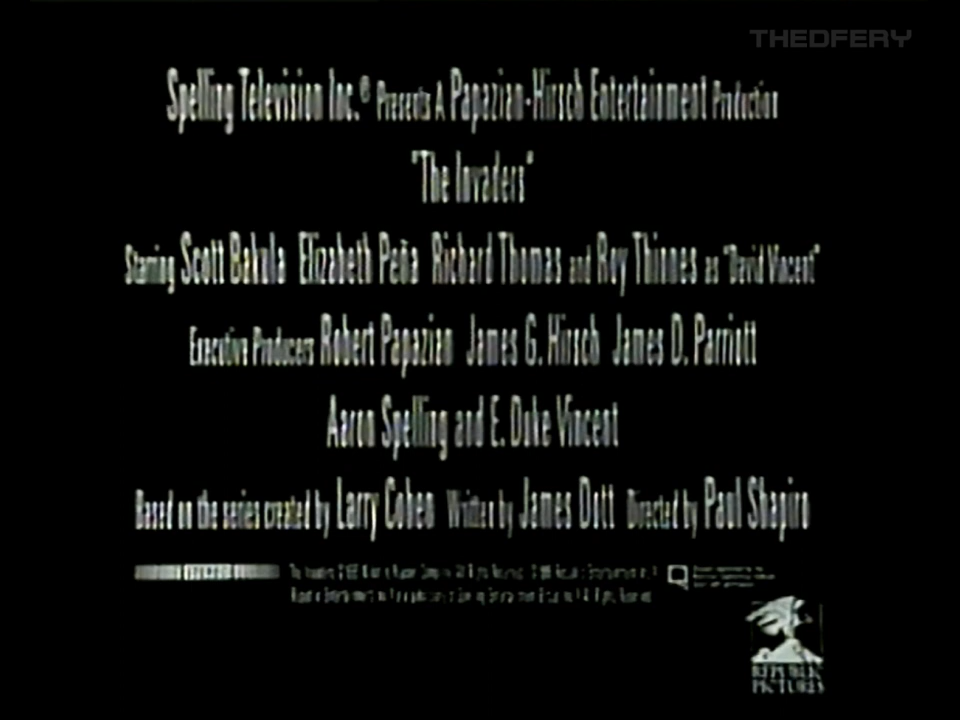 THEDFERY
Spelling Television Inc.® Presents A Papazian-Hirsch Entertainment Production
"The Invaders"
Starring Scott Bakula Elizabeth Peña Richard Thomas and Roy Thinnes as "David Vincent"
Executive Producers Robert Papazian James G. Hirsch James D. Parriott
Aaron Spelling and E. Duke Vincent
Based on the series created by Larry Cohen Written by James Dott Directed by Paul Shapiro
REPUBLIC
PICTURES